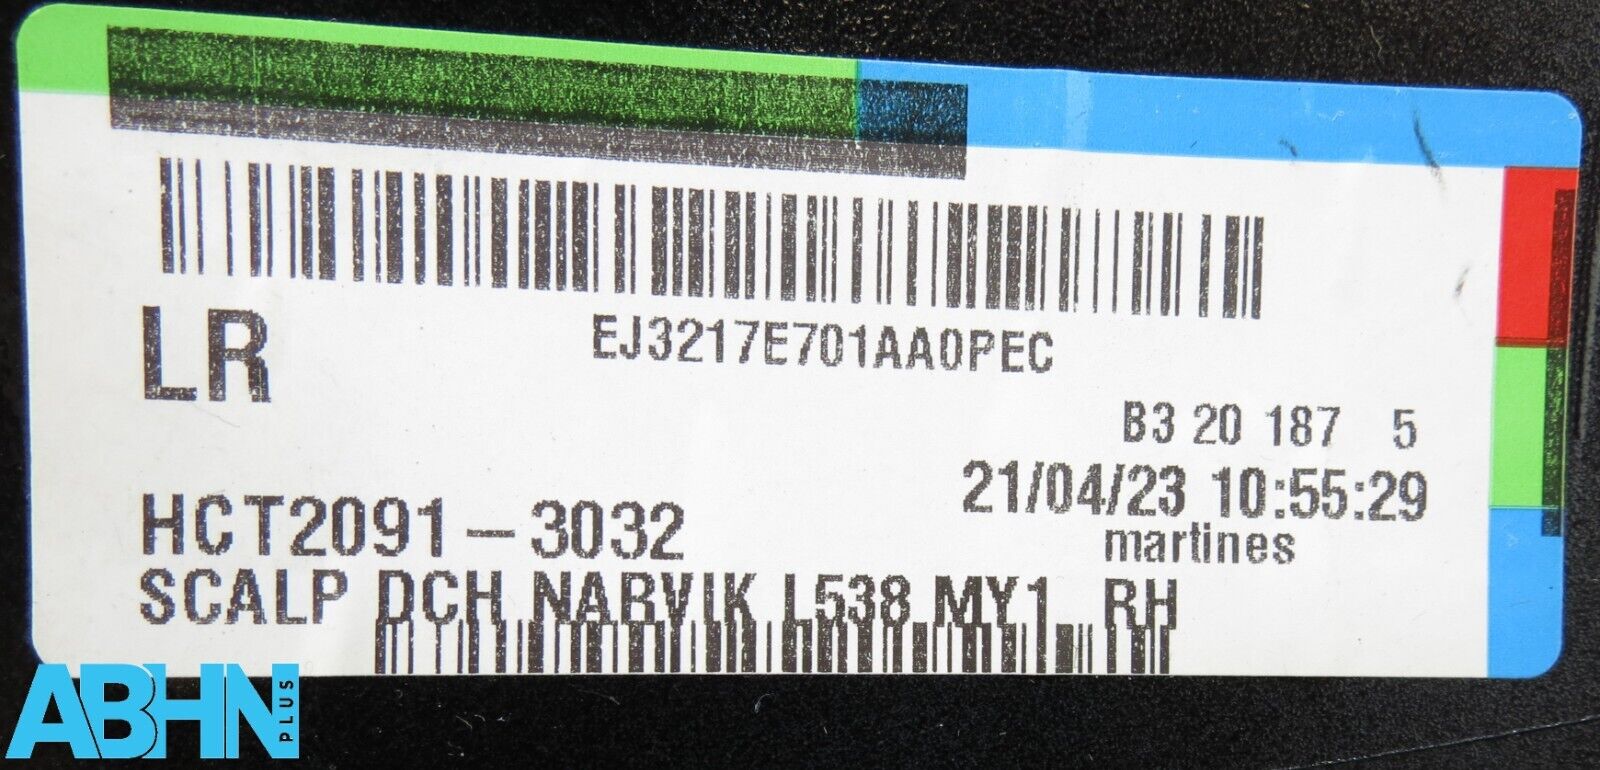 LR
EJ3217E701AA0PEC
B3 20 187 5
21/04/23 10:55:29
martines
HCT2091-3032
SCALP DCH NARVIK L538 MY1 RH
ABHN
PLUS